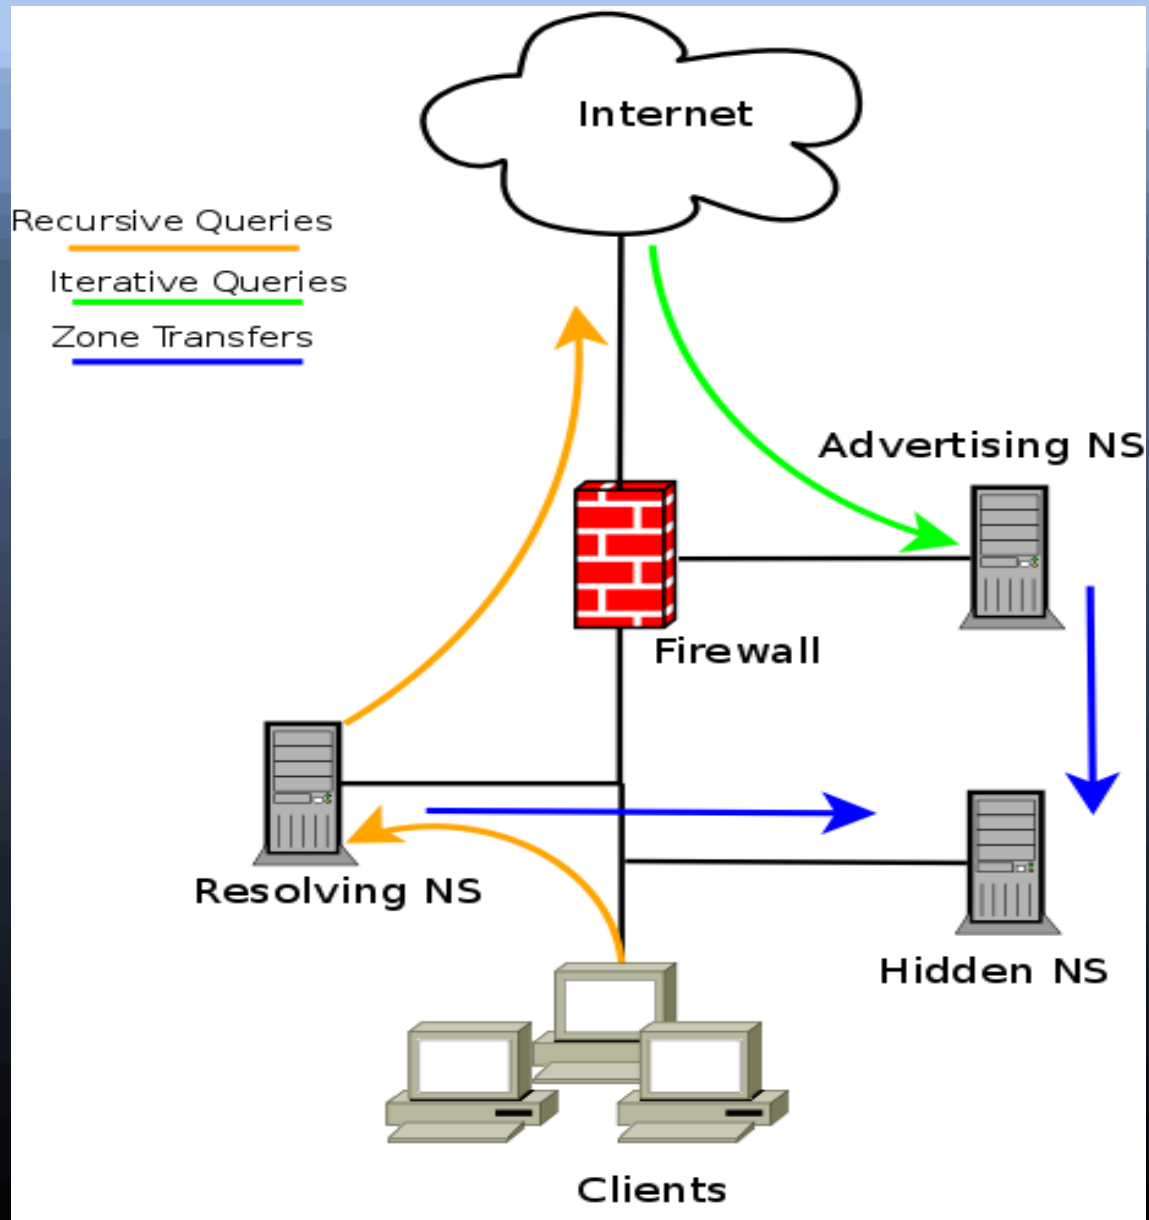 Internet
Recursive Queries
Iterative Queries
Zone Transfers
Advertising NS
Firewall
Resolving NS
Hidden NS
Clients